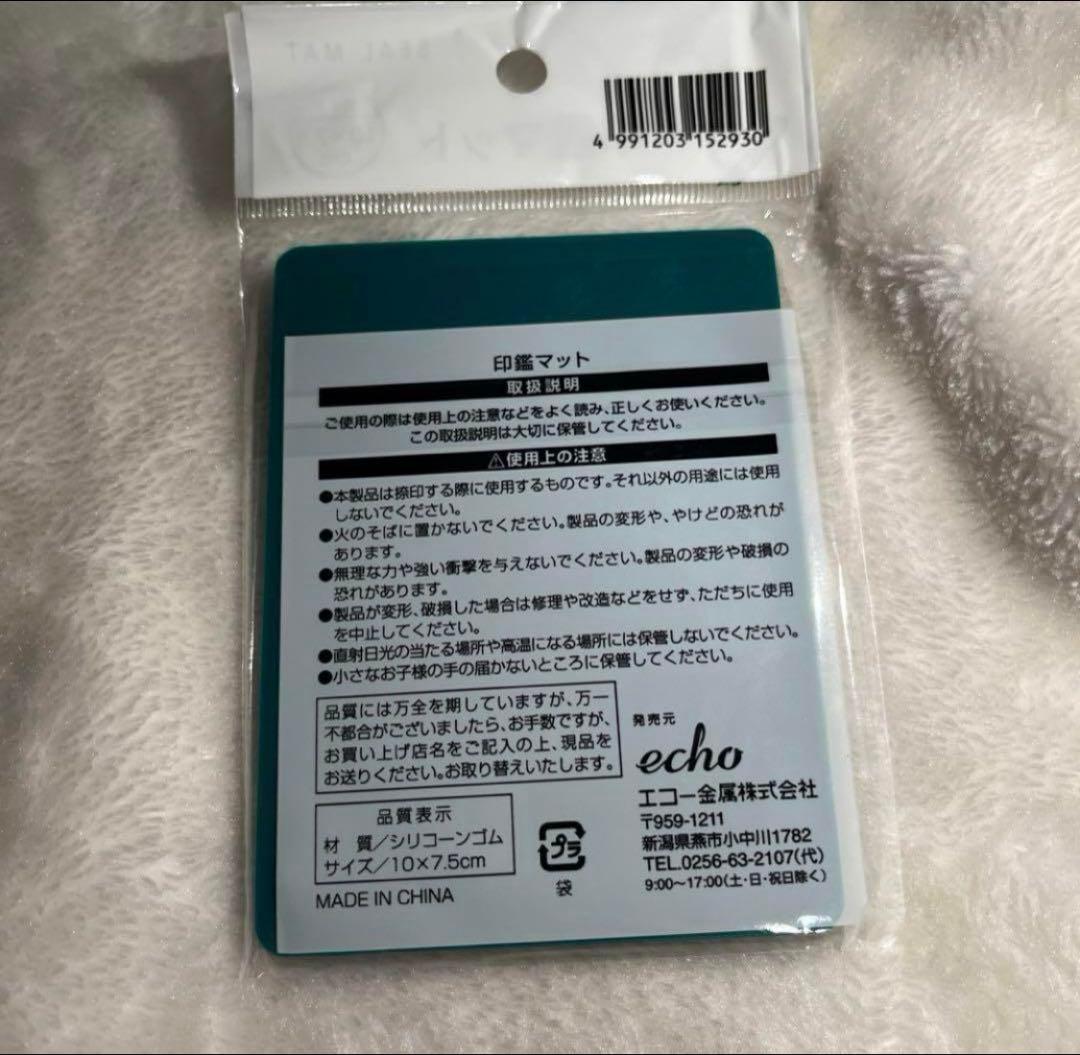 SEAL MAT
マット
4 991203 152930
印鑑マット
取扱説明
ご使用の際は使用上の注意などをよく読み、正しくお使いください。
この取扱説明は大切に保管してください。
⚠使用上の注意
●本製品は捺印する際に使用するものです。それ以外の用途には使用
しないでください。
●火のそばに置かないでください。製品の変形や、やけどの恐れが
あります。
●無理な力や強い衝撃を与えないでください。製品の変形や破損の
恐れがあります。
●製品が変形、破損した場合は修理や改造などをせず、ただちに使用
を中止してください。
●直射日光の当たる場所や高温になる場所には保管しないでください。
●小さなお子様の手の届かないところに保管してください。
品質には万全を期していますが、万一
不都合がございましたら、お手数ですが、
お買い上げ店名をご記入の上、現品を
お送りください。お取り替えいたします。
発売元
echo
エコー金属株式会社
〒959-1211
新潟県燕市小中川1782
TEL.0256-63-2107(代)
9:00〜17:00(土・日・祝日除く)
品質表示
材 質/シリコーンゴム
サイズ/10×7.5cm
プラ
袋
MADE IN CHINA